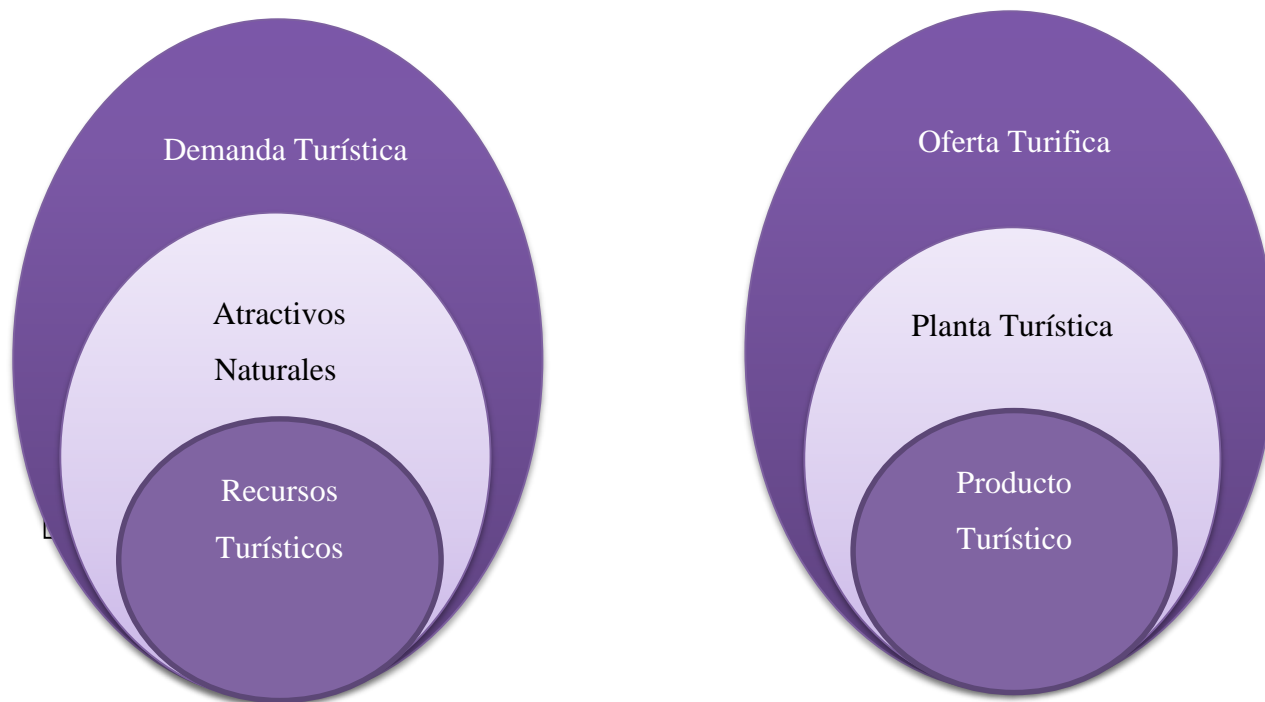 Demanda Turística
Atractivos
Naturales
Recursos
Turísticos
Oferta Turifica
Planta Turística
Producto
Turístico